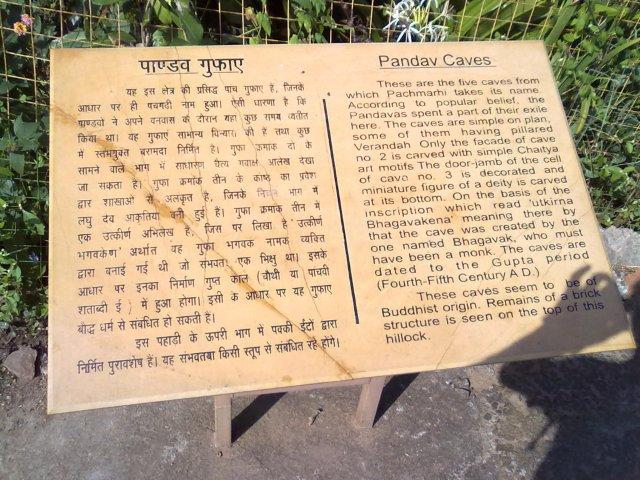 पाण्डव गुफाए
यह इस क्षेत्र की प्रसिद्ध पाच गुफाए है, जिनके
आधार पर ही पचमढी नाम हुआ। ऐसी धारणा है कि
पाण्डवो ने अपने वनवास के दौरान यहा कुछ समय व्यतीत
किया था। यह गुफाएं सामान्य विन्यास की है तथा कुछ
में स्तंभयुक्त बरामदा निर्मित है। गुफा क्रमांक दो के
सामने वाले भाग में साधारण चैत्य गवाक्ष आलेख देखा
जा सकता है। गुफा क्रमांक तीन के काष्ठ का प्रवेश
द्वार शाखाओं से अलंकृत है, जिनके निचले भाग में
लघु देव आकृतिया बनी हुई है। गुफा क्रमांक तीन में
एक उत्कीर्ण अभिलेख है, जिस पर लिखा है 'उत्कीर्ण
भगवकेण' अर्थात यह गुफा भगवक नामक व्यक्ति
द्वारा बनाई गई थी जो संभवतः एक भिक्षु था। इसके
आधार पर इनका निर्माण गुप्त काल (चौथी या पांचवी
शताब्दी ई.) में हुआ होगा। इसी के आधार पर यह गुफाए
बौद्ध धर्म से संबंधित हो सकती है।
इस पहाडी के ऊपरी भाग में पक्की ईंटों द्वारा
निर्मित पुरावशेष है। यह संभवतया किसी स्तूप से संबंधित रहे होंगे।
Pandav Caves
These are the five caves from
which Pachmarhi takes its name.
According to popular belief, the
Pandavas spent a part of their exile
here. The caves are simple on plan,
some of them having pillared
Verandah Only the facade of cave
no. 2 is carved with simple Chaitya
art motifs The door-jamb of the cell
of cave no. 3 is decorated and
miniature figure of a deity is carved
at its bottom. On the basis of the
inscription which read 'utkirna
Bhagavakena' meaning there by
that the cave was created by the
one named Bhagavak, who must
have been a monk. The caves are
dated to the Gupta period
(Fourth-Fifth Century A D.)
These caves seem to be of
Buddhist origin. Remains of a brick
structure is seen on the top of this
hillock.